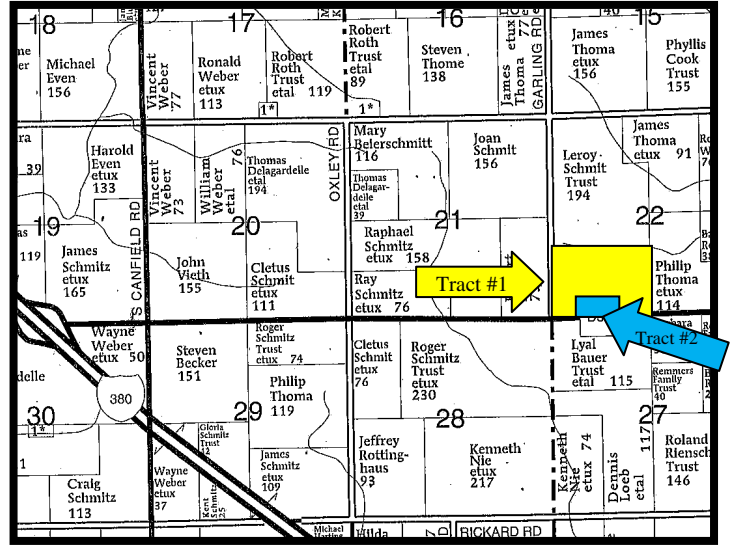 18
17
16
15
Michael
Even
156
Vincent
Weber
77
Ronald
Weber
etux
113
Robert
Roth
Trust
etal 119
1*
Robert
Roth
Trust
etal
89
1*
Steven
Thome
138
James etux
Thoma 77
GARLING RD
James
Thoma
etux
156
Phyllis
Cook
Trust
155
39
Harold
Even
etux
133
Vincent
Weber
73
William
Weber 76
etal
Thomas
Delagardelle
etal
194
OXLEY RD
Mary
Beierschmitt
116
Thomas
Delagar-
delle
etal
39
Joan
Schmit
156
Leroy
Schmit
Trust
194
James
Thoma
etux 91
19
20
21
22
119
James
Schmitz
etux
165
S CANFIELD RD
John
Vieth
155
Cletus
Schmit
etux
111
Raphael
Schmitz
etux 158
Ray
Schmitz
etux 76
Tract #1
Philip
Thoma
etux
114
Tract #2
Wayne
Weber
etux 50
Steven
Becker
151
Roger
Schmitz
Trust
etux 74
Philip
Thoma
119
Cletus
Schmit
etux
76
Roger
Schmitz
Trust
etux
230
Lyal
Bauer
Trust
etal 115
Remmers
Family
Trust
40
380
30
29
28
27
1*
Craig
Schmitz
113
Wayne
Weber
etux
37
Gloria
Schmitz
Trust
12
Kent
Schmitz
25
James
Schmitz
etux
109
Jeffrey
Rotting-
haus
93
Kenneth
Nie
etux
217
Kenneth
Nie 74
etux
Dennis
Loeb 117
etal
Roland
Riensch
Trust
146
Michael
Hilda
RICKARD RD